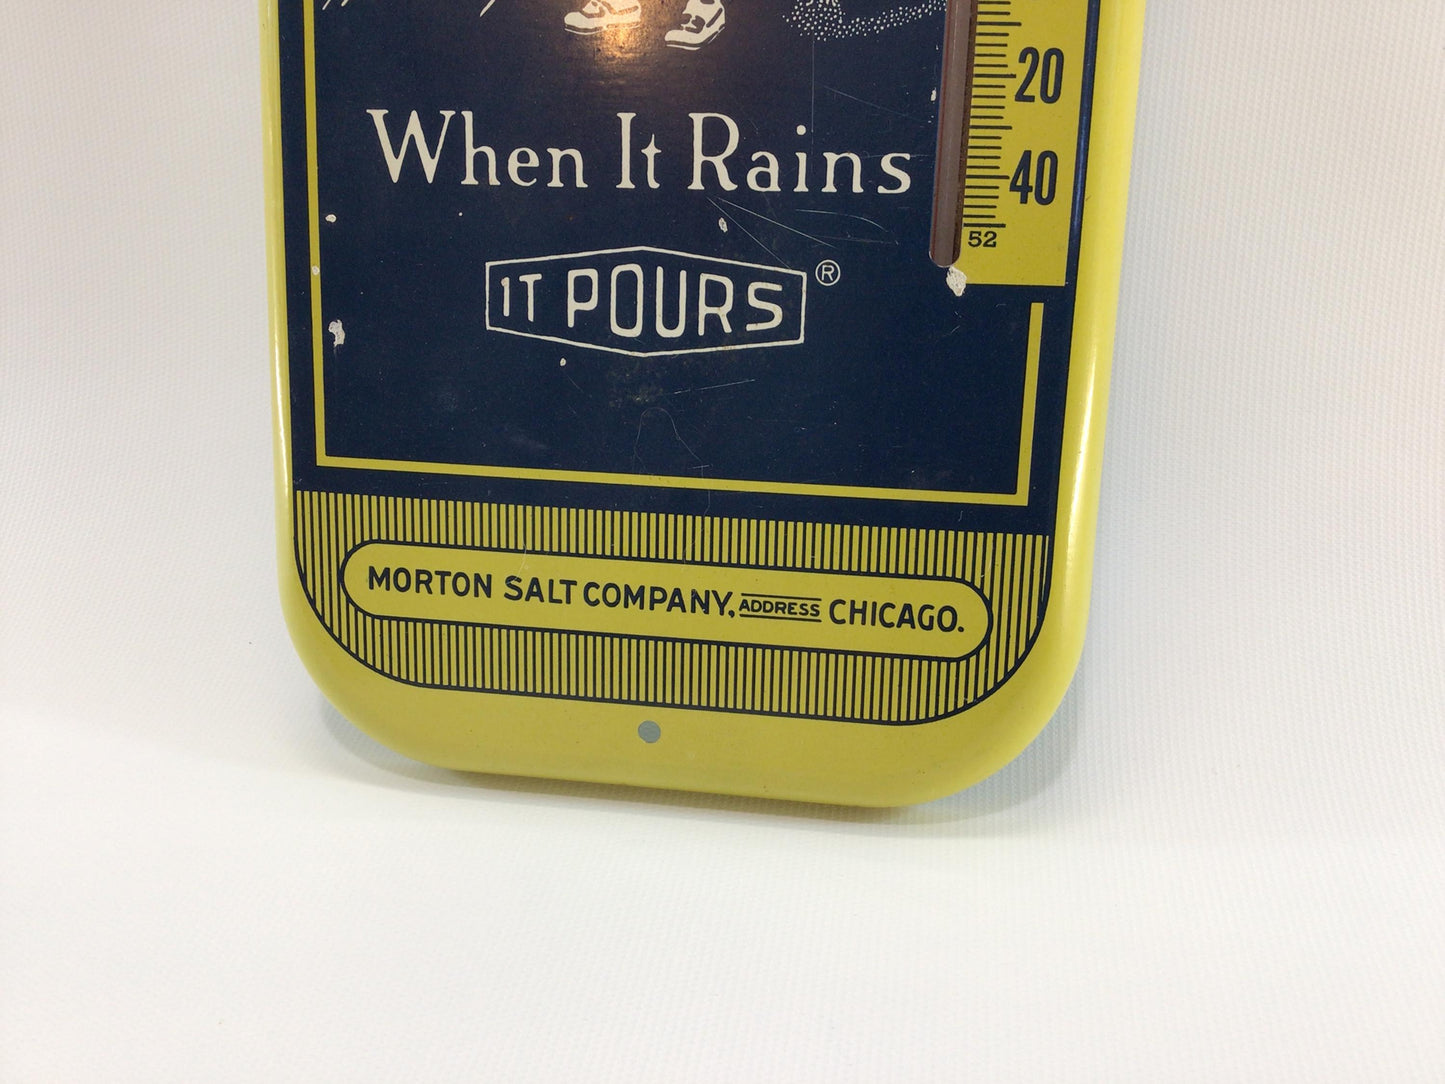 20
When It Rains
40
52
IT POURS ®
MORTON SALT COMPANY, ADDRESS CHICAGO.